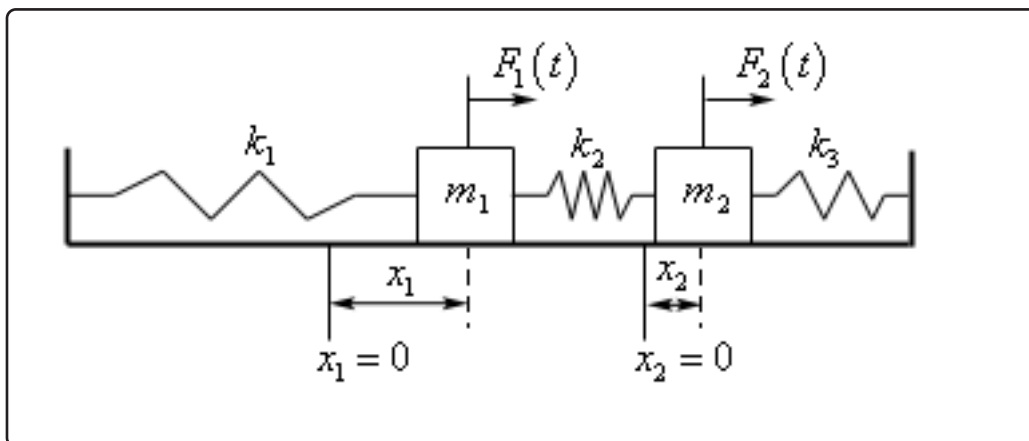 F₁(t) F₂(t)
k₁ k₂ k₃
m₁ m₂
x₁ x₂
x₁ = 0 x₂ = 0